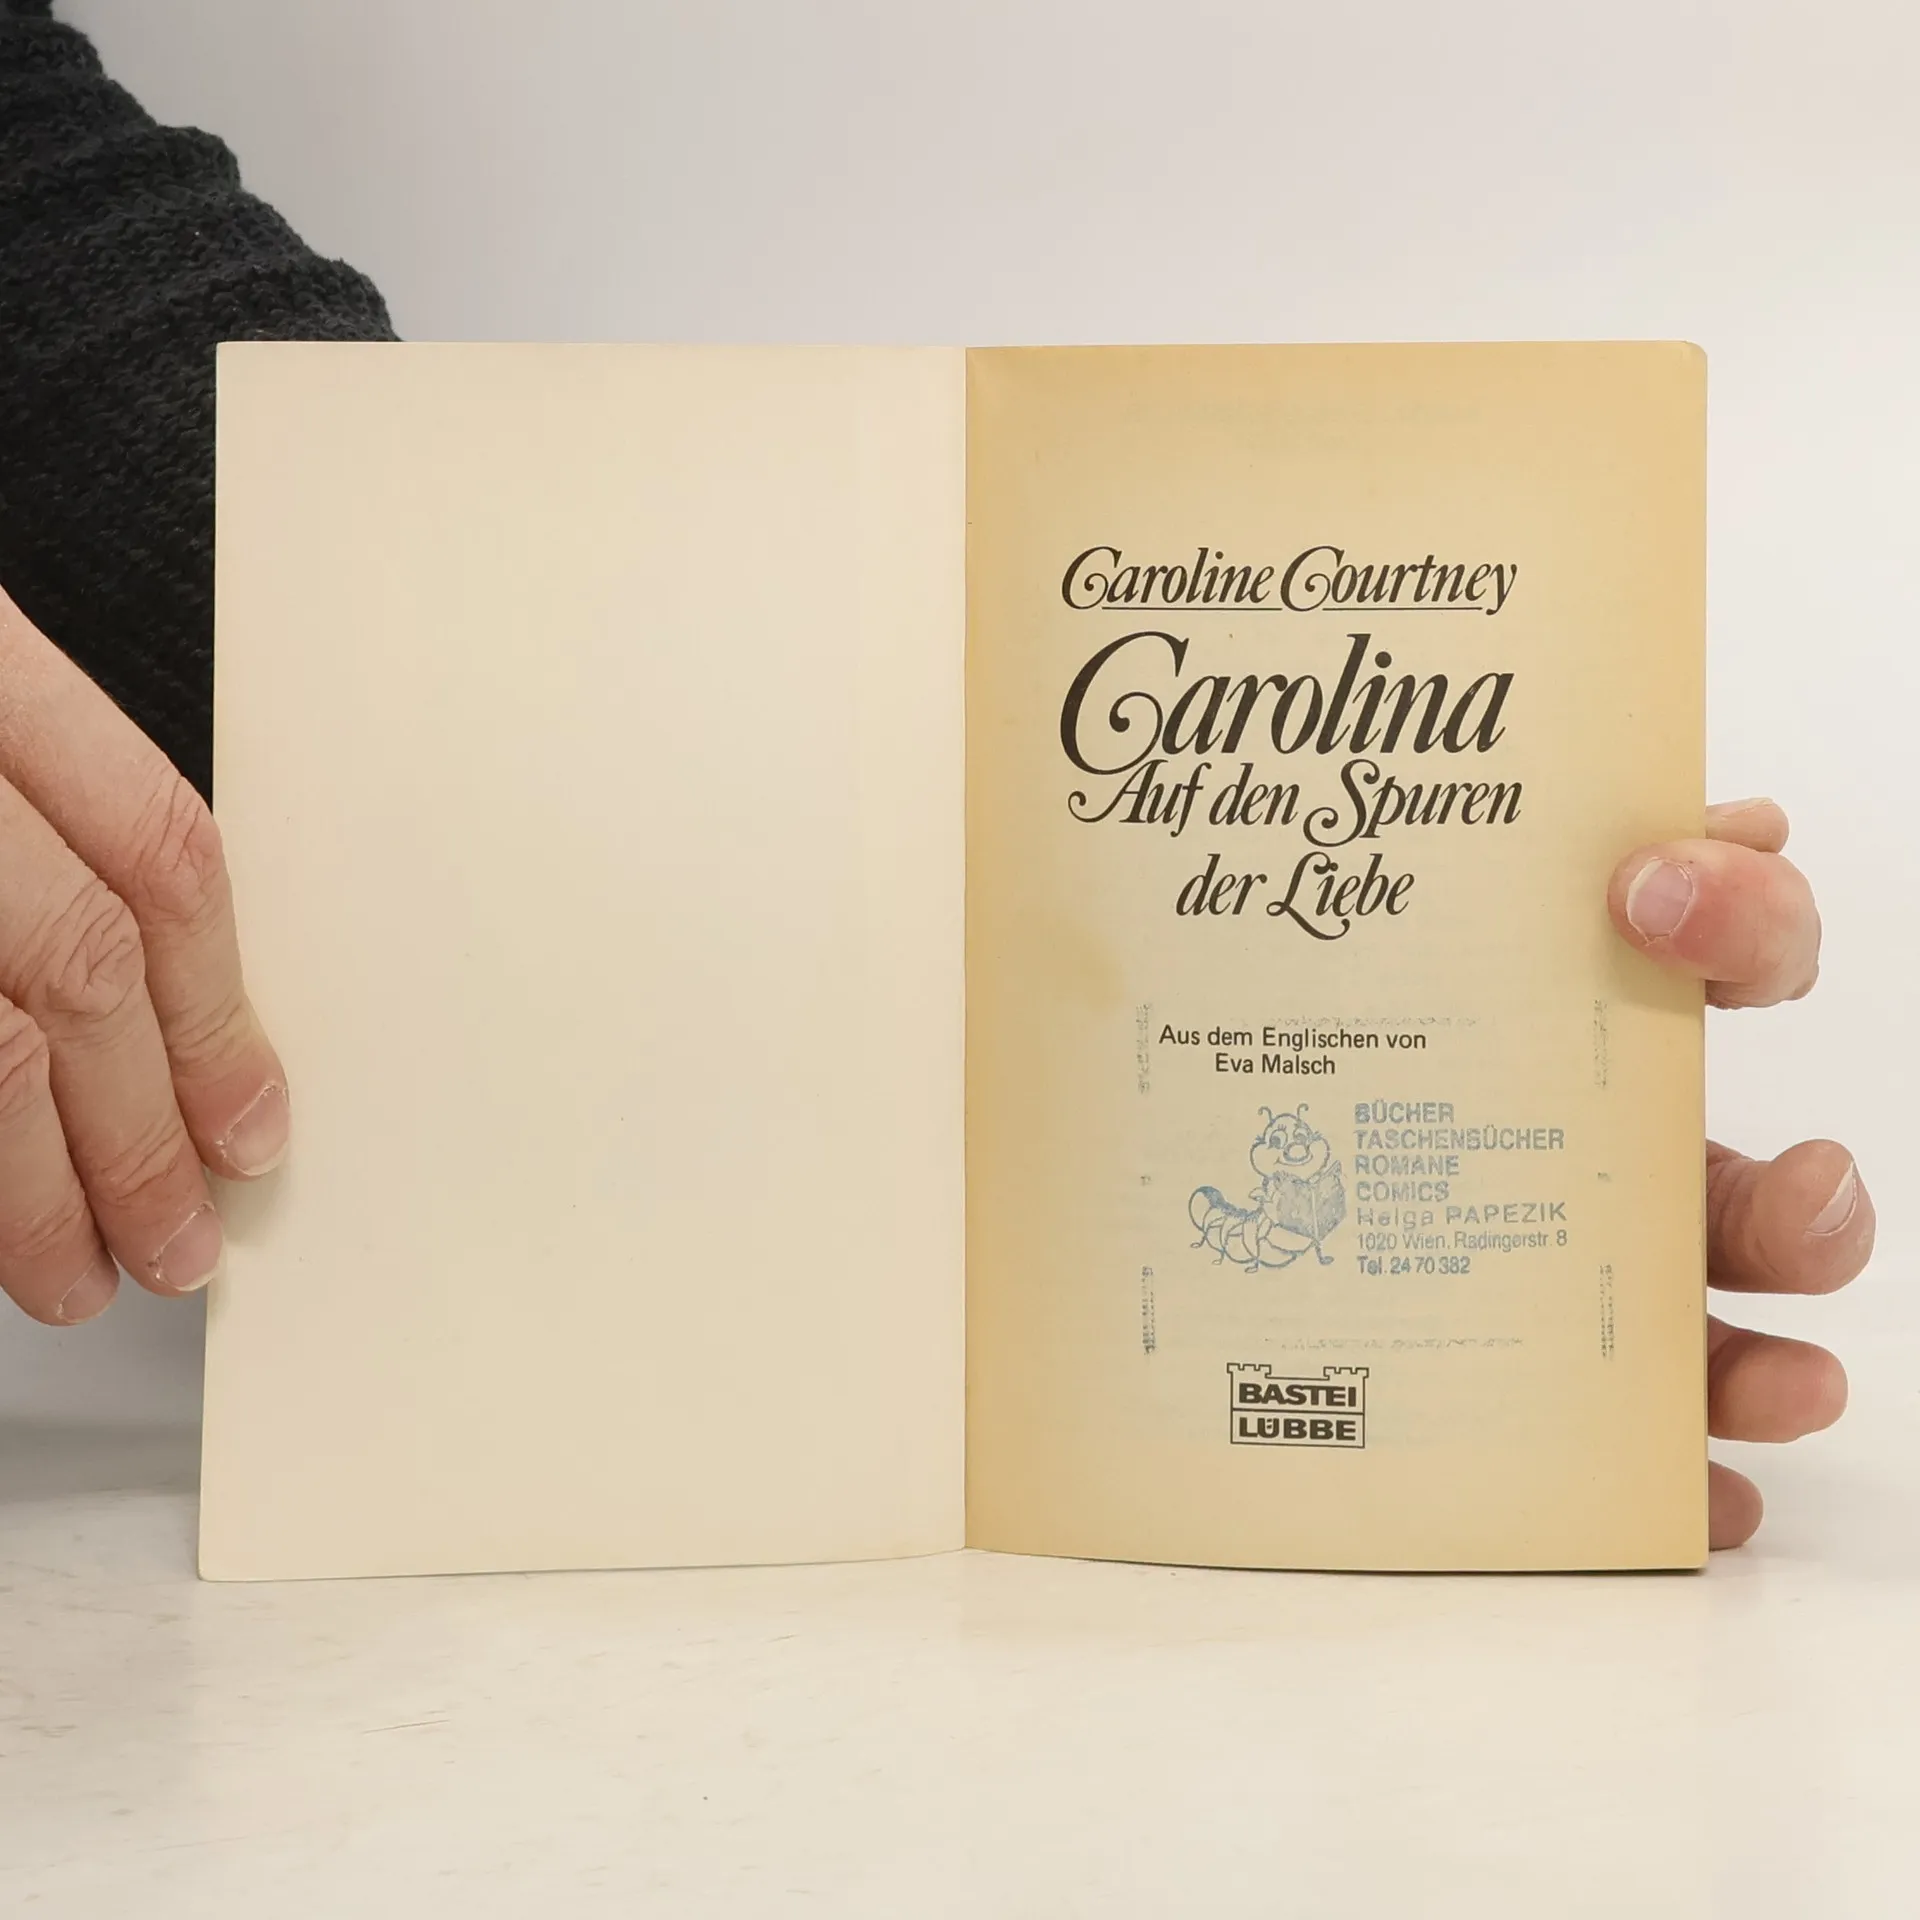 Caroline Courtney
Carolina
Auf den Spuren
der Liebe
Aus dem Englischen von
Eva Malsch
BÜCHER
TASCHENBÜCHER
ROMANE
COMICS
Helga PAPEZIK
1020 Wien, Radingerstr. 8
Tel. 24 70 382
BASTEI
LÜBBE